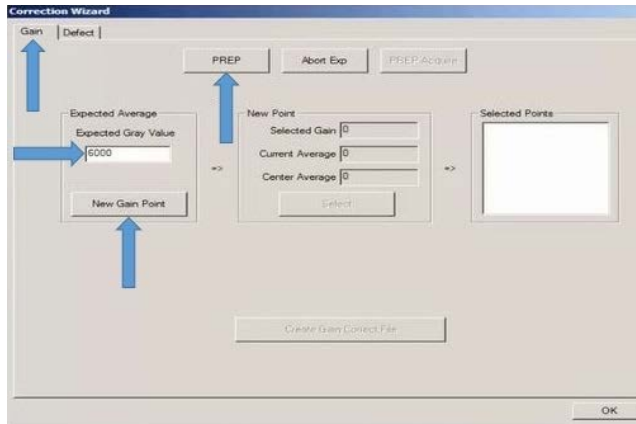 Correction Wizard
Gain Defect
PREP Abort Exp PREP Acquire
Expected Average
Expected Gray Value
6000
New Gain Point
=>
New Point
Selected Gain 0
Current Average 0
Center Average 0
Select
=>
Selected Points
Create Gain Correct File
OK